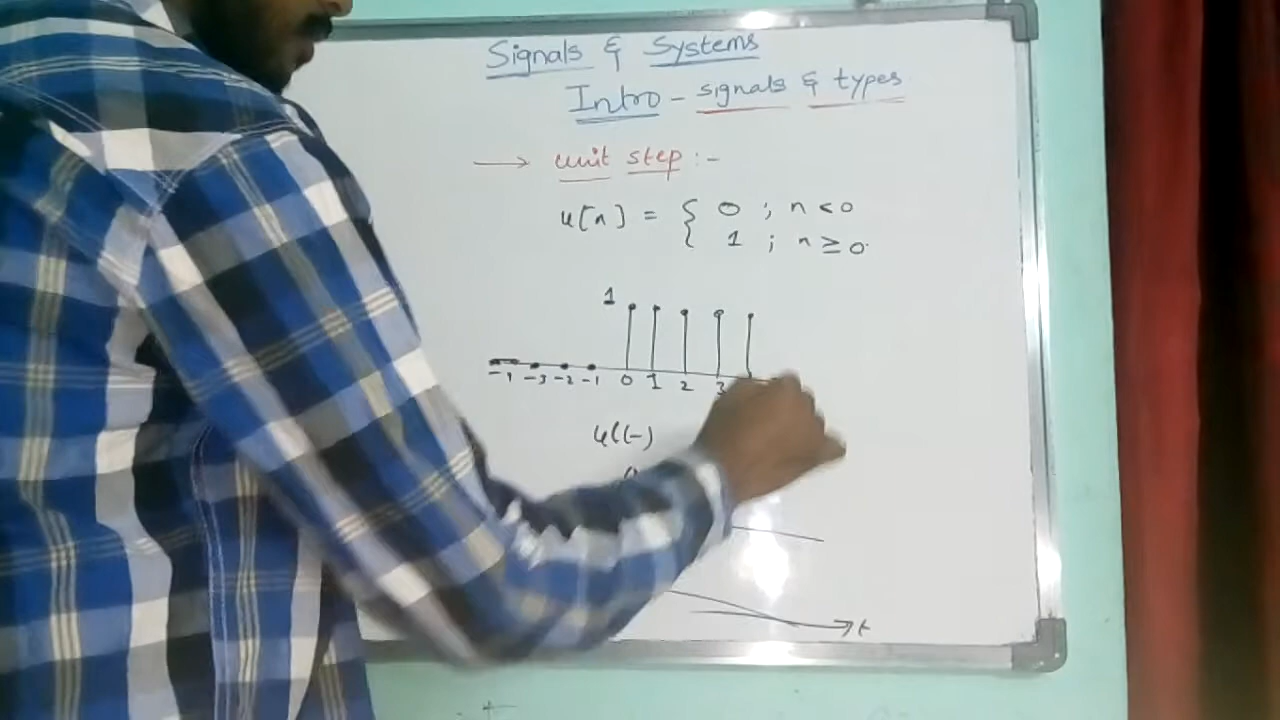 Signals & Systems
Intro - signals & types
→ unit step :-
u[n] = { 0 ; n < 0
1 ; n ≥ 0
1
-4 -3 -2 -1 0 1 2 3
u(-)
t